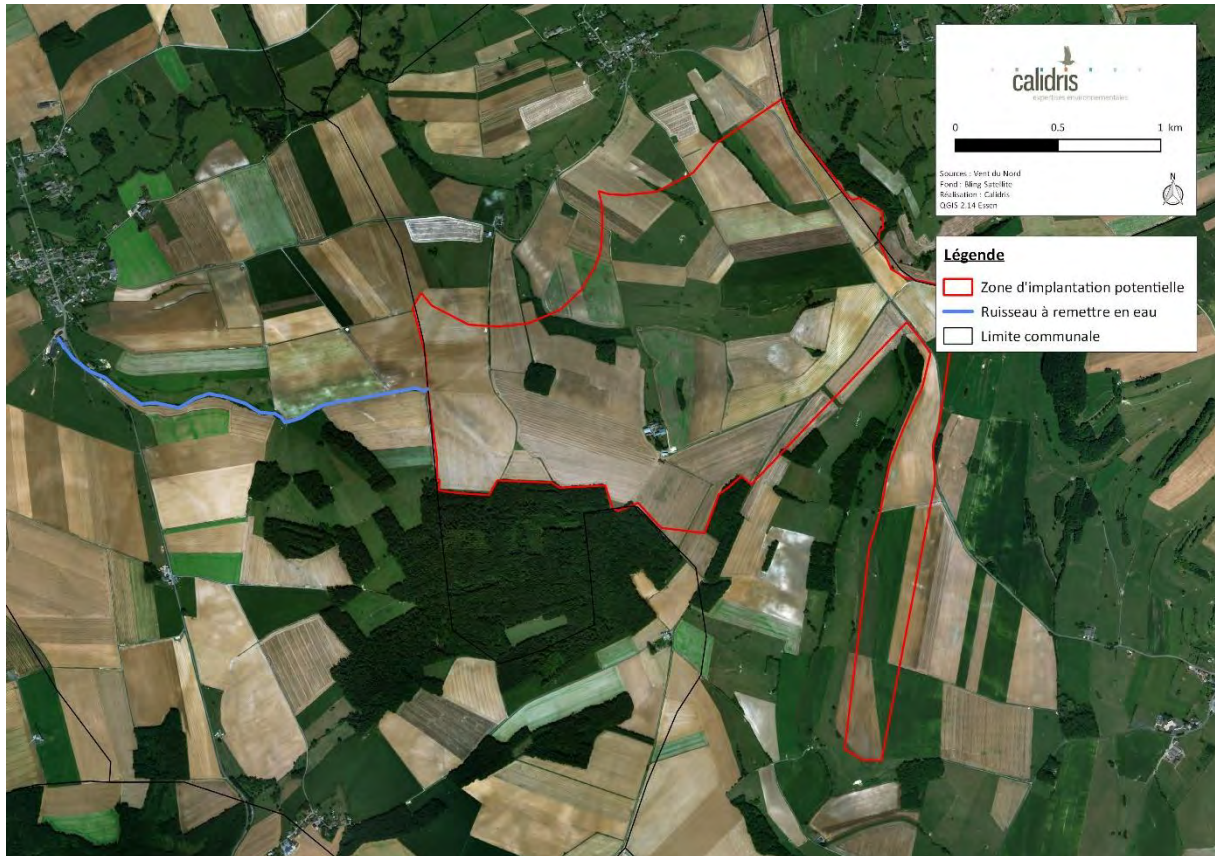 calidris
expertises environnementales
0 0.5 1 km
Sources : Vent du Nord
Fond : Bling Satellite
Réalisation : Calidris
QGIS 2.14 Essen
N
Légende
Zone d'implantation potentielle
Ruisseau à remettre en eau
Limite communale